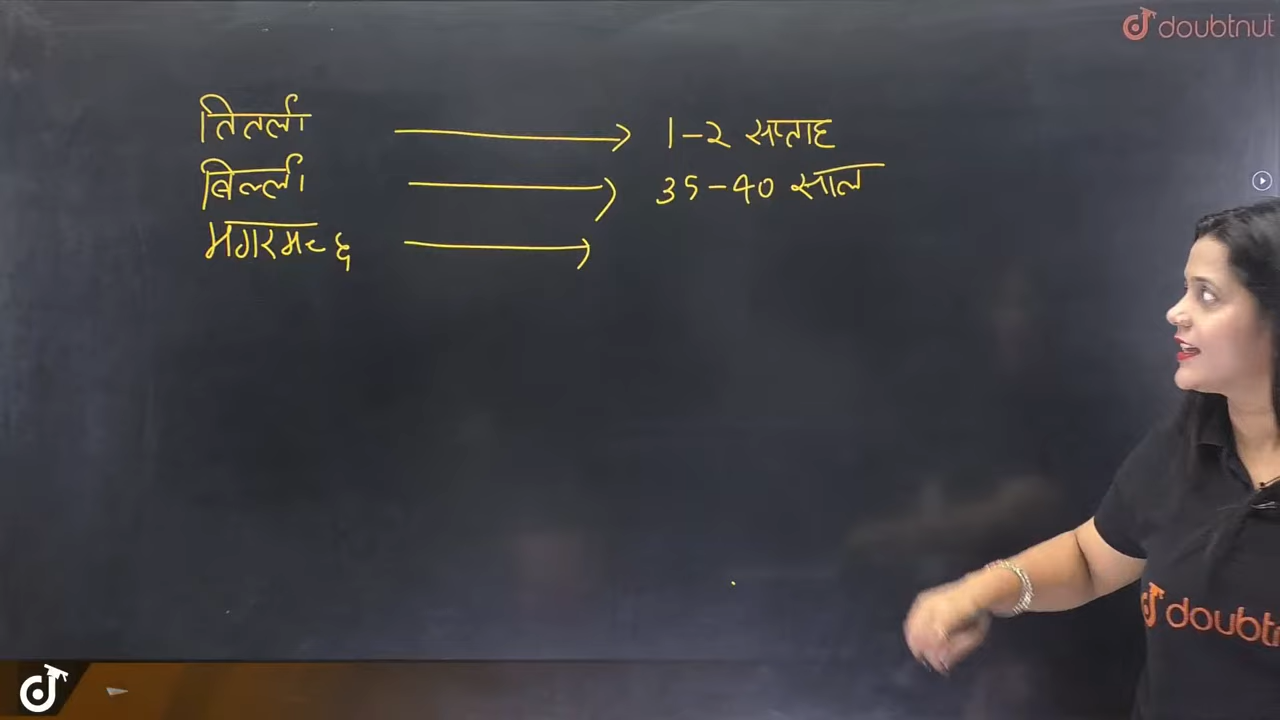 doubtnut
तितली → 1-2 सप्ताह
बिल्ली → 35-40 साल
मगरमच्छ →
doubtnut